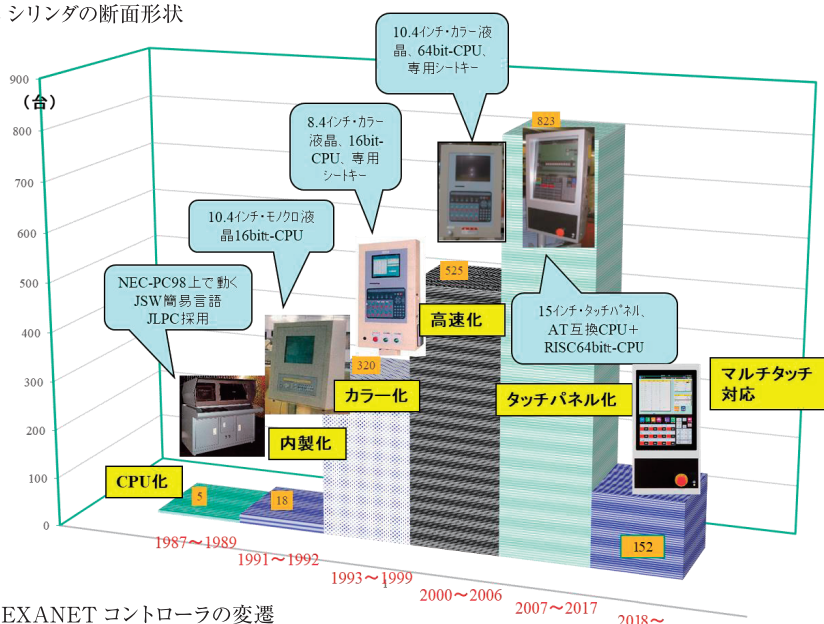 シリンダの断面形状
10.4インチ・カラー液
晶、64bit-CPU、
専用シートキー
900
(台)
800
700
600
500
400
300
200
100
0
823
8.4インチ・カラー
液晶、16bit-
CPU、専用
シートキー
10.4インチ・モノクロ液
晶16bitt-CPU
NEC-PC98上で動く
JSW簡易言語
JLPC採用
525
高速化
15インチ・タッチパネル、
AT互換CPU＋
RISC64bitt-CPU
320
カラー化
タッチパネル化
マルチタッチ
対応
内製化
CPU化
5
18
152
1987～1989
1991～1992
1993～1999
2000～2006
2007～2017
2018～
EXANET コントローラの変遷